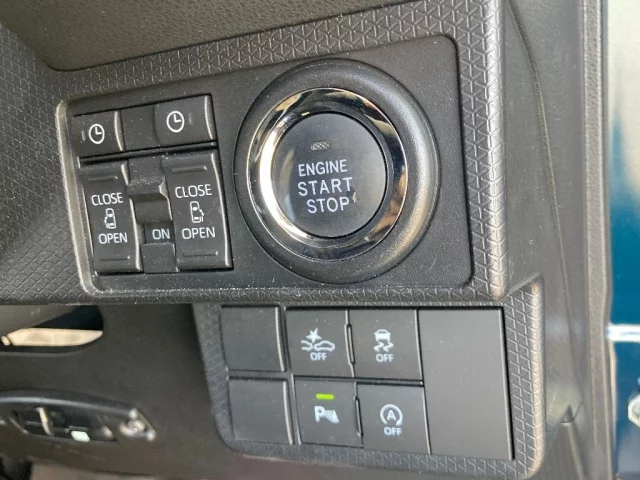 ENGINE
START
STOP
CLOSE
OPEN
ON
CLOSE
OPEN
OFF
OFF
P
A
OFF